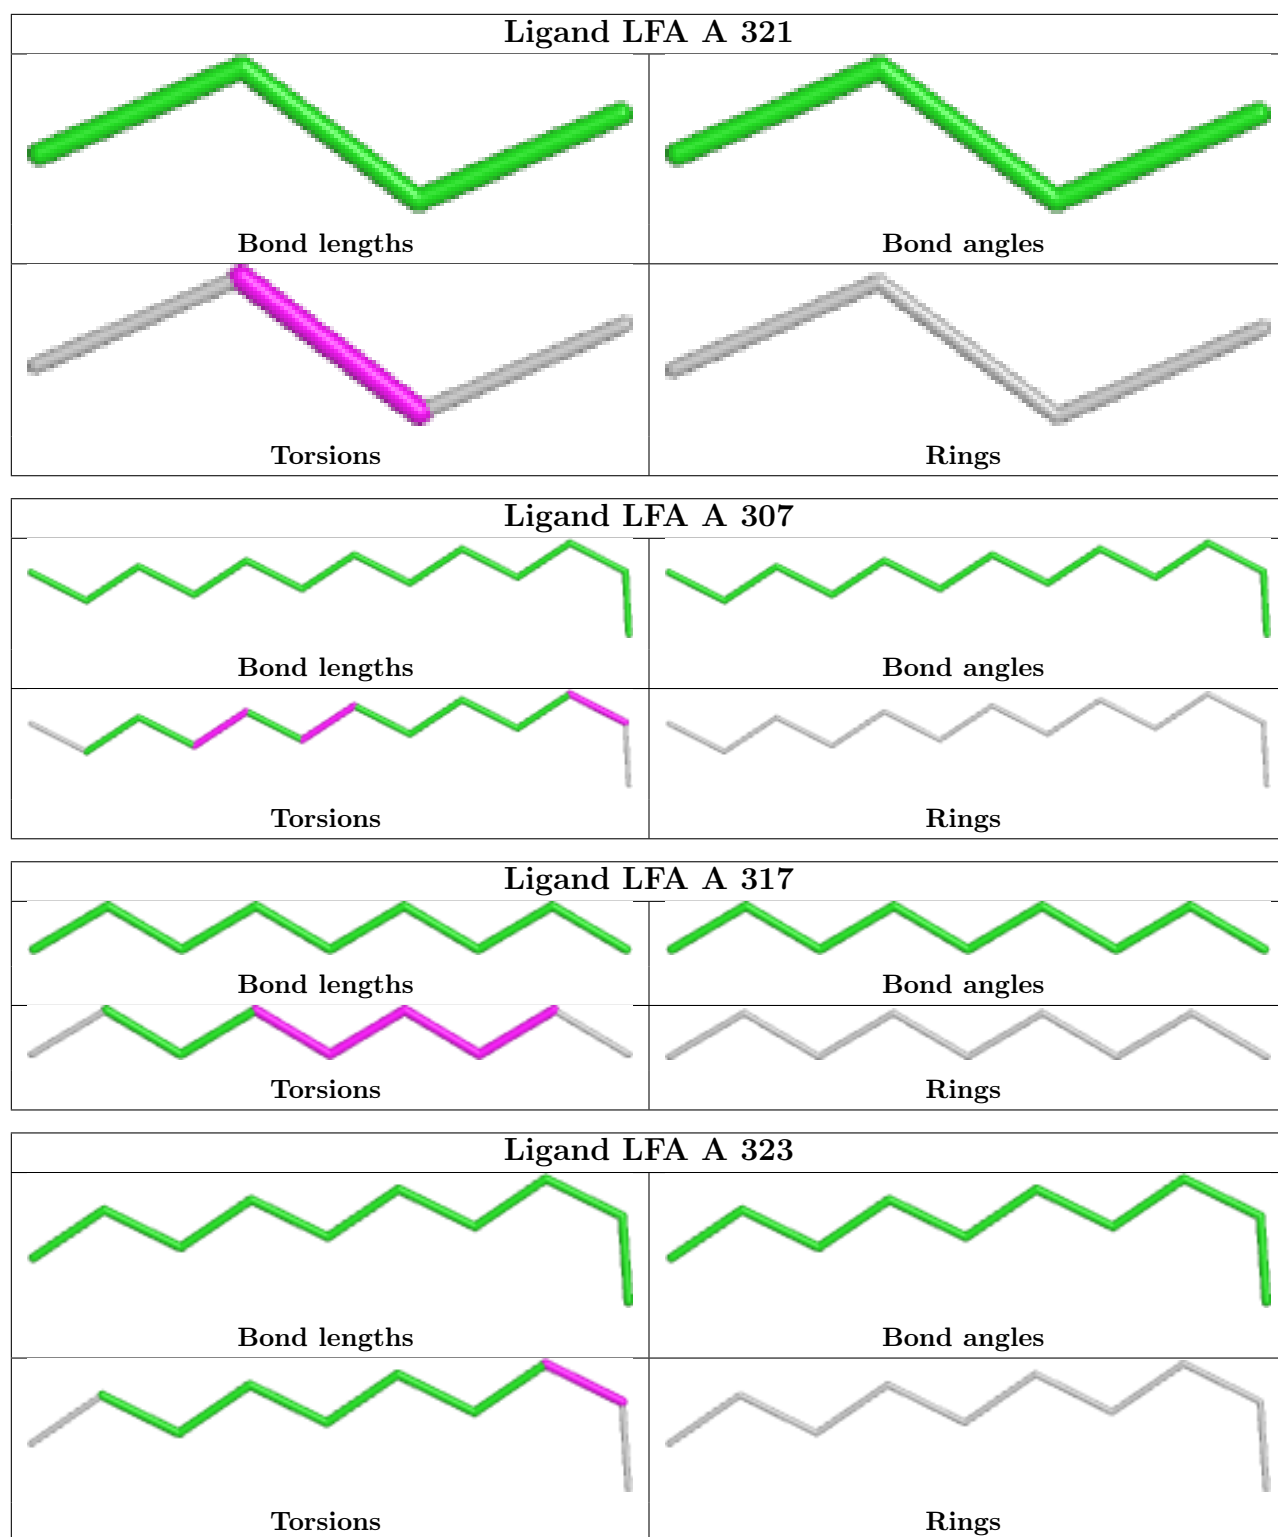 Ligand LFA A 321
Bond lengths
Bond angles
Torsions
Rings
Ligand LFA A 307
Bond lengths
Bond angles
Torsions
Rings
Ligand LFA A 317
Bond lengths
Bond angles
Torsions
Rings
Ligand LFA A 323
Bond lengths
Bond angles
Torsions
Rings